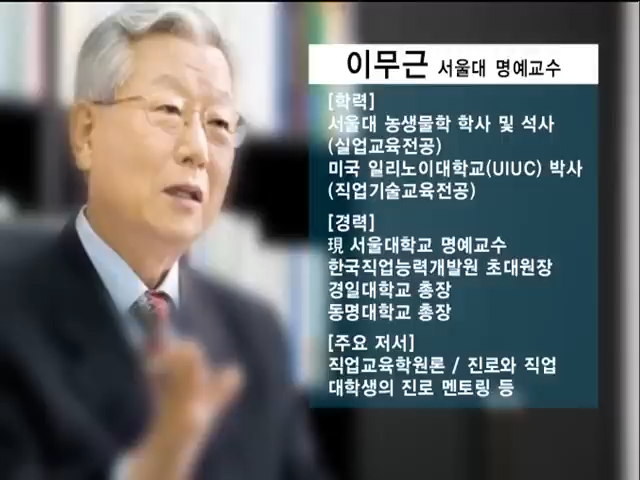 이무근 서울대 명예교수
[학력]
서울대 농생물학 학사 및 석사
(실업교육전공)
미국 일리노이대학교(UIUC) 박사
(직업기술교육전공)
[경력]
現 서울대학교 명예교수
한국직업능력개발원 초대원장
경일대학교 총장
동명대학교 총장
[주요 저서]
직업교육학원론 / 진로와 직업
대학생의 진로 멘토링 등